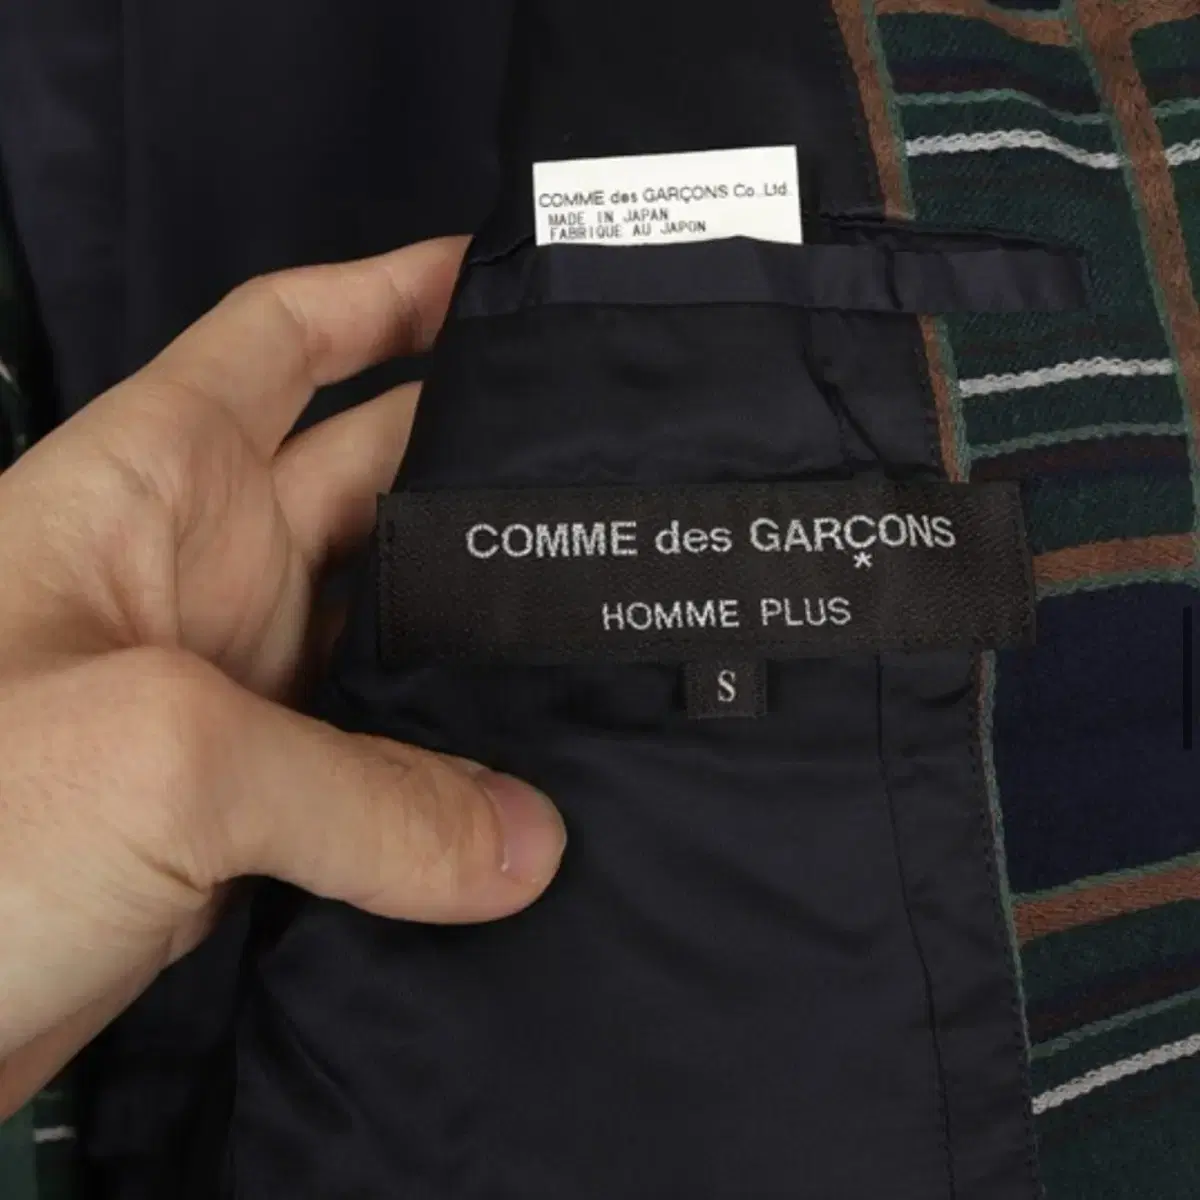 COMME des GARÇONS Co.,Ltd.
MADE IN JAPAN
FABRIQUE AU JAPON
COMME des GARÇONS
*
HOMME PLUS
S